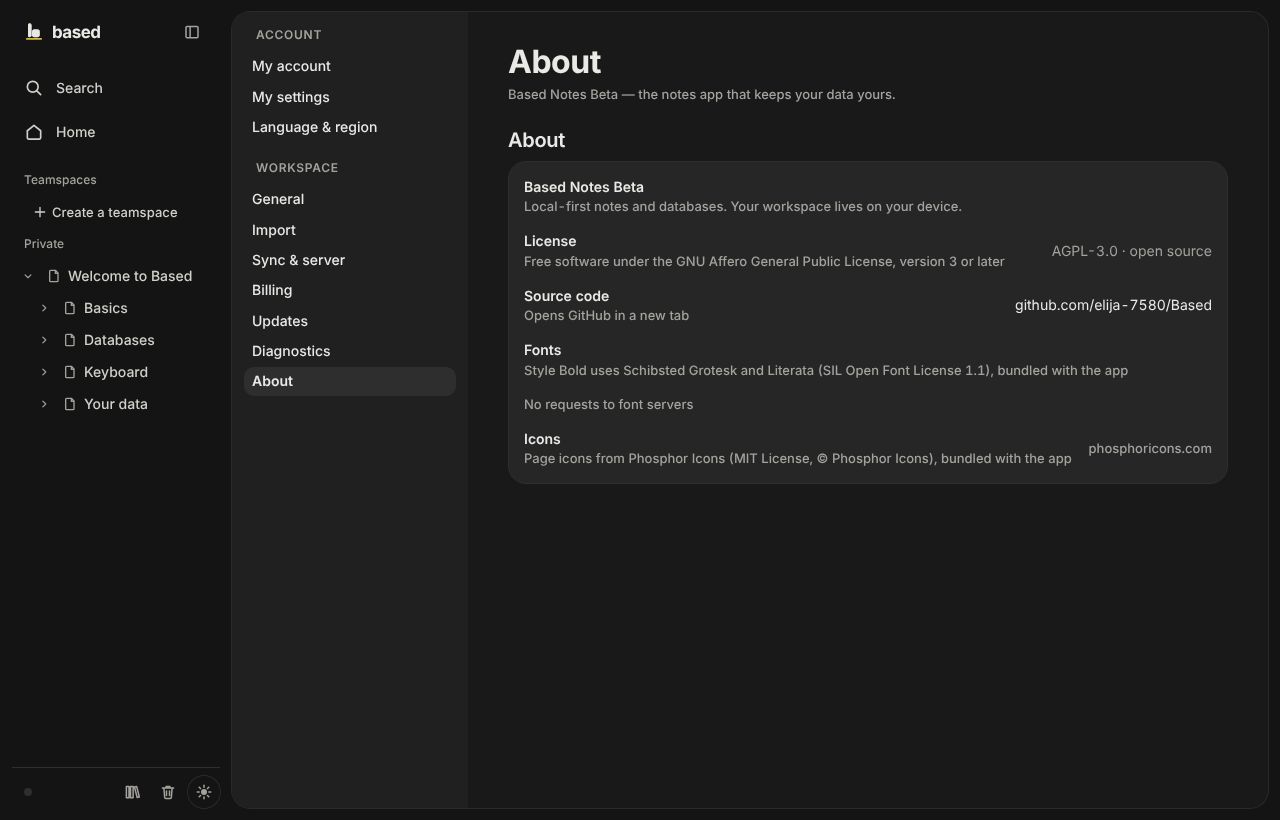 based
Search
Home
Teamspaces
Create a teamspace
Private
Welcome to Based
Basics
Databases
Keyboard
Your data
ACCOUNT
My account
My settings
Language & region
WORKSPACE
General
Import
Sync & server
Billing
Updates
Diagnostics
About
About
Based Notes Beta — the notes app that keeps your data yours.
About
Based Notes Beta
Local-first notes and databases. Your workspace lives on your device.
License
Free software under the GNU Affero General Public License, version 3 or later
AGPL-3.0 · open source
Source code
Opens GitHub in a new tab
github.com/elija-7580/Based
Fonts
Style Bold uses Schibsted Grotesk and Literata (SIL Open Font License 1.1), bundled with the app
No requests to font servers
Icons
Page icons from Phosphor Icons (MIT License, © Phosphor Icons), bundled with the app
phosphoricons.com